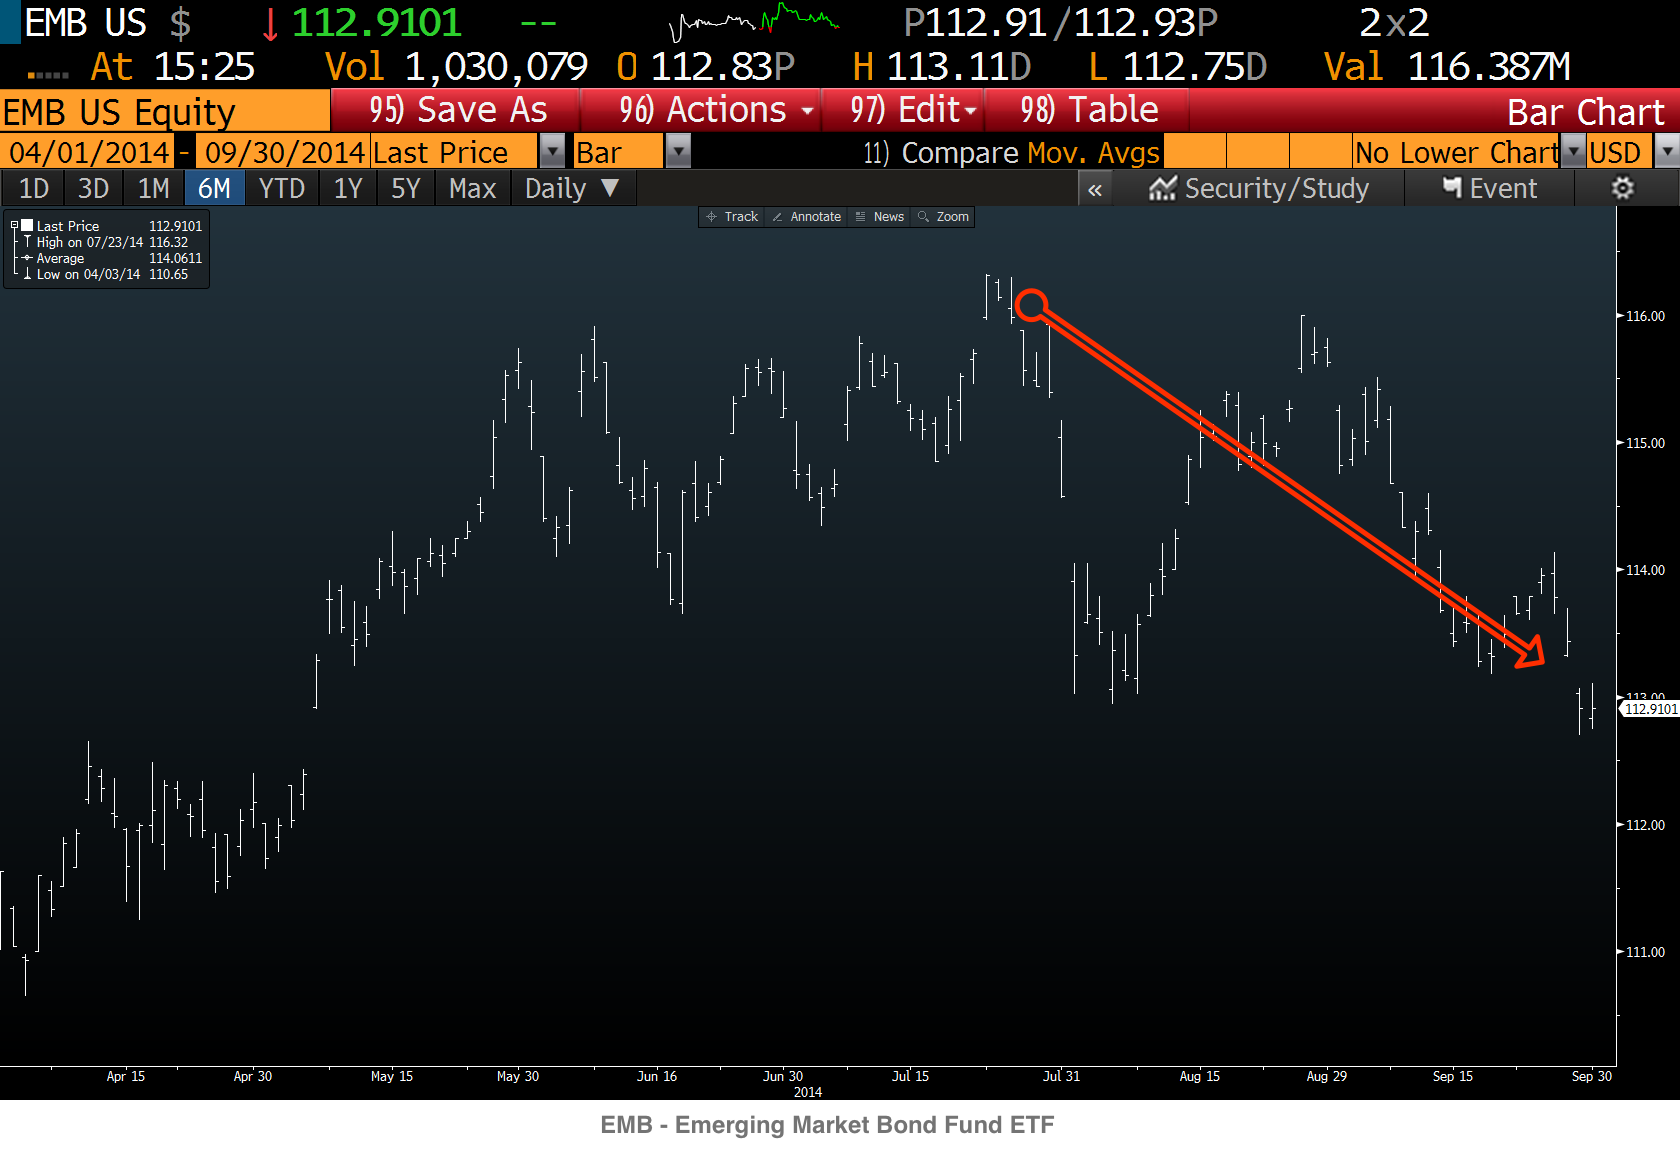 EMB US $ ↓112.9101 -- P112.91/112.93P 2x2
At 15:25 Vol 1,030,079 O 112.83P H 113.11D L 112.75D Val 116.387M
EMB US Equity 95) Save As 96) Actions 97) Edit 98) Table Bar Chart
04/01/2014 - 09/30/2014 Last Price Bar 11) Compare Mov. Avgs No Lower Chart USD
1D 3D 1M 6M YTD 1Y 5Y Max Daily ▼ « Security/Study Event
Track Annotate News Zoom
Last Price 112.9101
High on 07/23/14 116.32
Average 114.0611
Low on 04/03/14 110.65
116.00
115.00
114.00
113.00
112.9101
112.00
111.00
Apr 15 Apr 30 May 15 May 30 Jun 16 Jun 30 Jul 15 Jul 31 Aug 15 Aug 29 Sep 15 Sep 30
2014
EMB - Emerging Market Bond Fund ETF